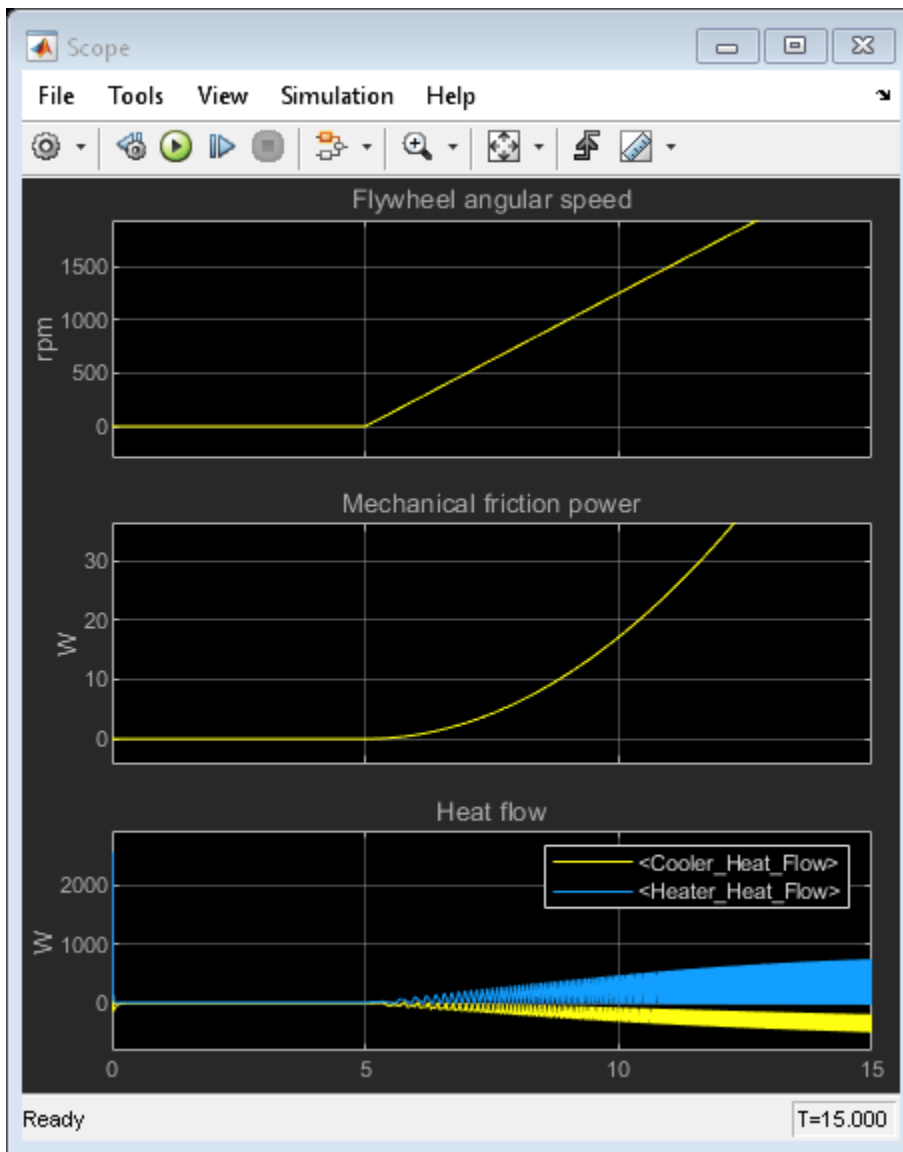 Scope
File Tools View Simulation Help
Flywheel angular speed
1500
1000
500
0
rpm
Mechanical friction power
30
20
10
0
W
Heat flow
<Cooler_Heat_Flow>
<Heater_Heat_Flow>
2000
1000
0
W
0 5 10 15
Ready T=15.000